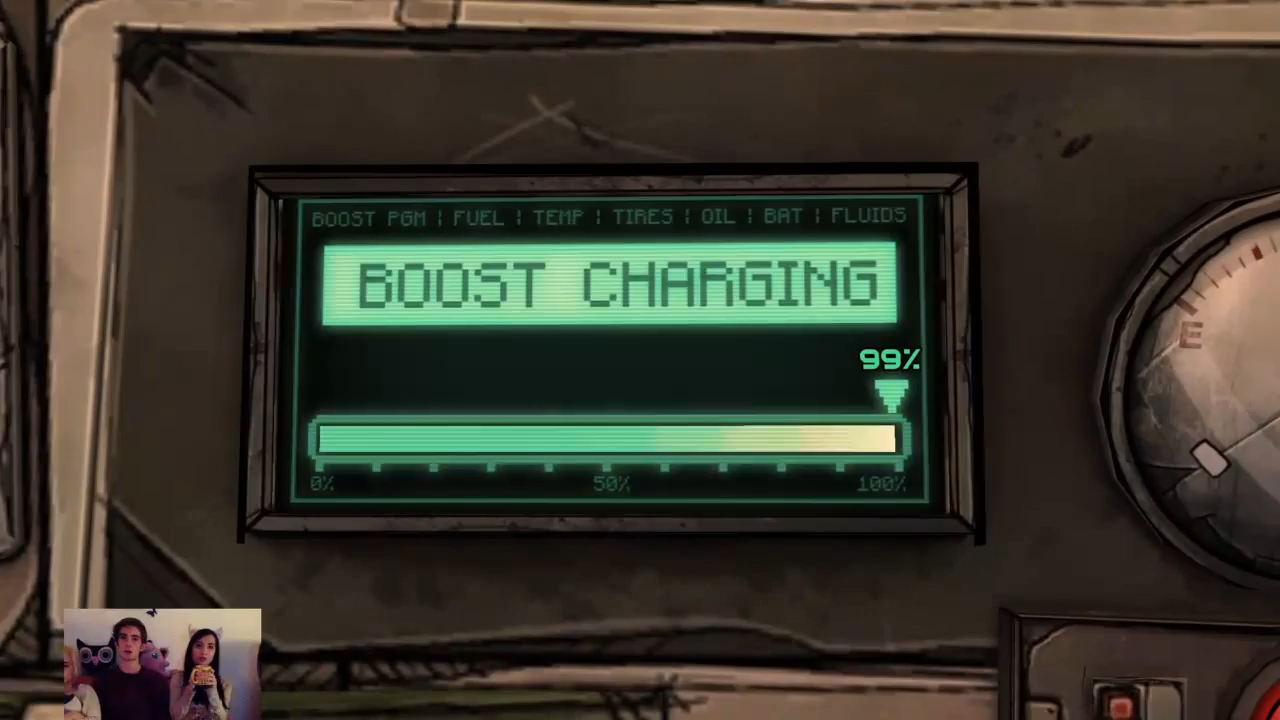 BOOST PGM ¦ FUEL ¦ TEMP ¦ TIRES ¦ OIL ¦ BAT ¦ FLUIDS
BOOST CHARGING
99%
0% 50% 100%
E